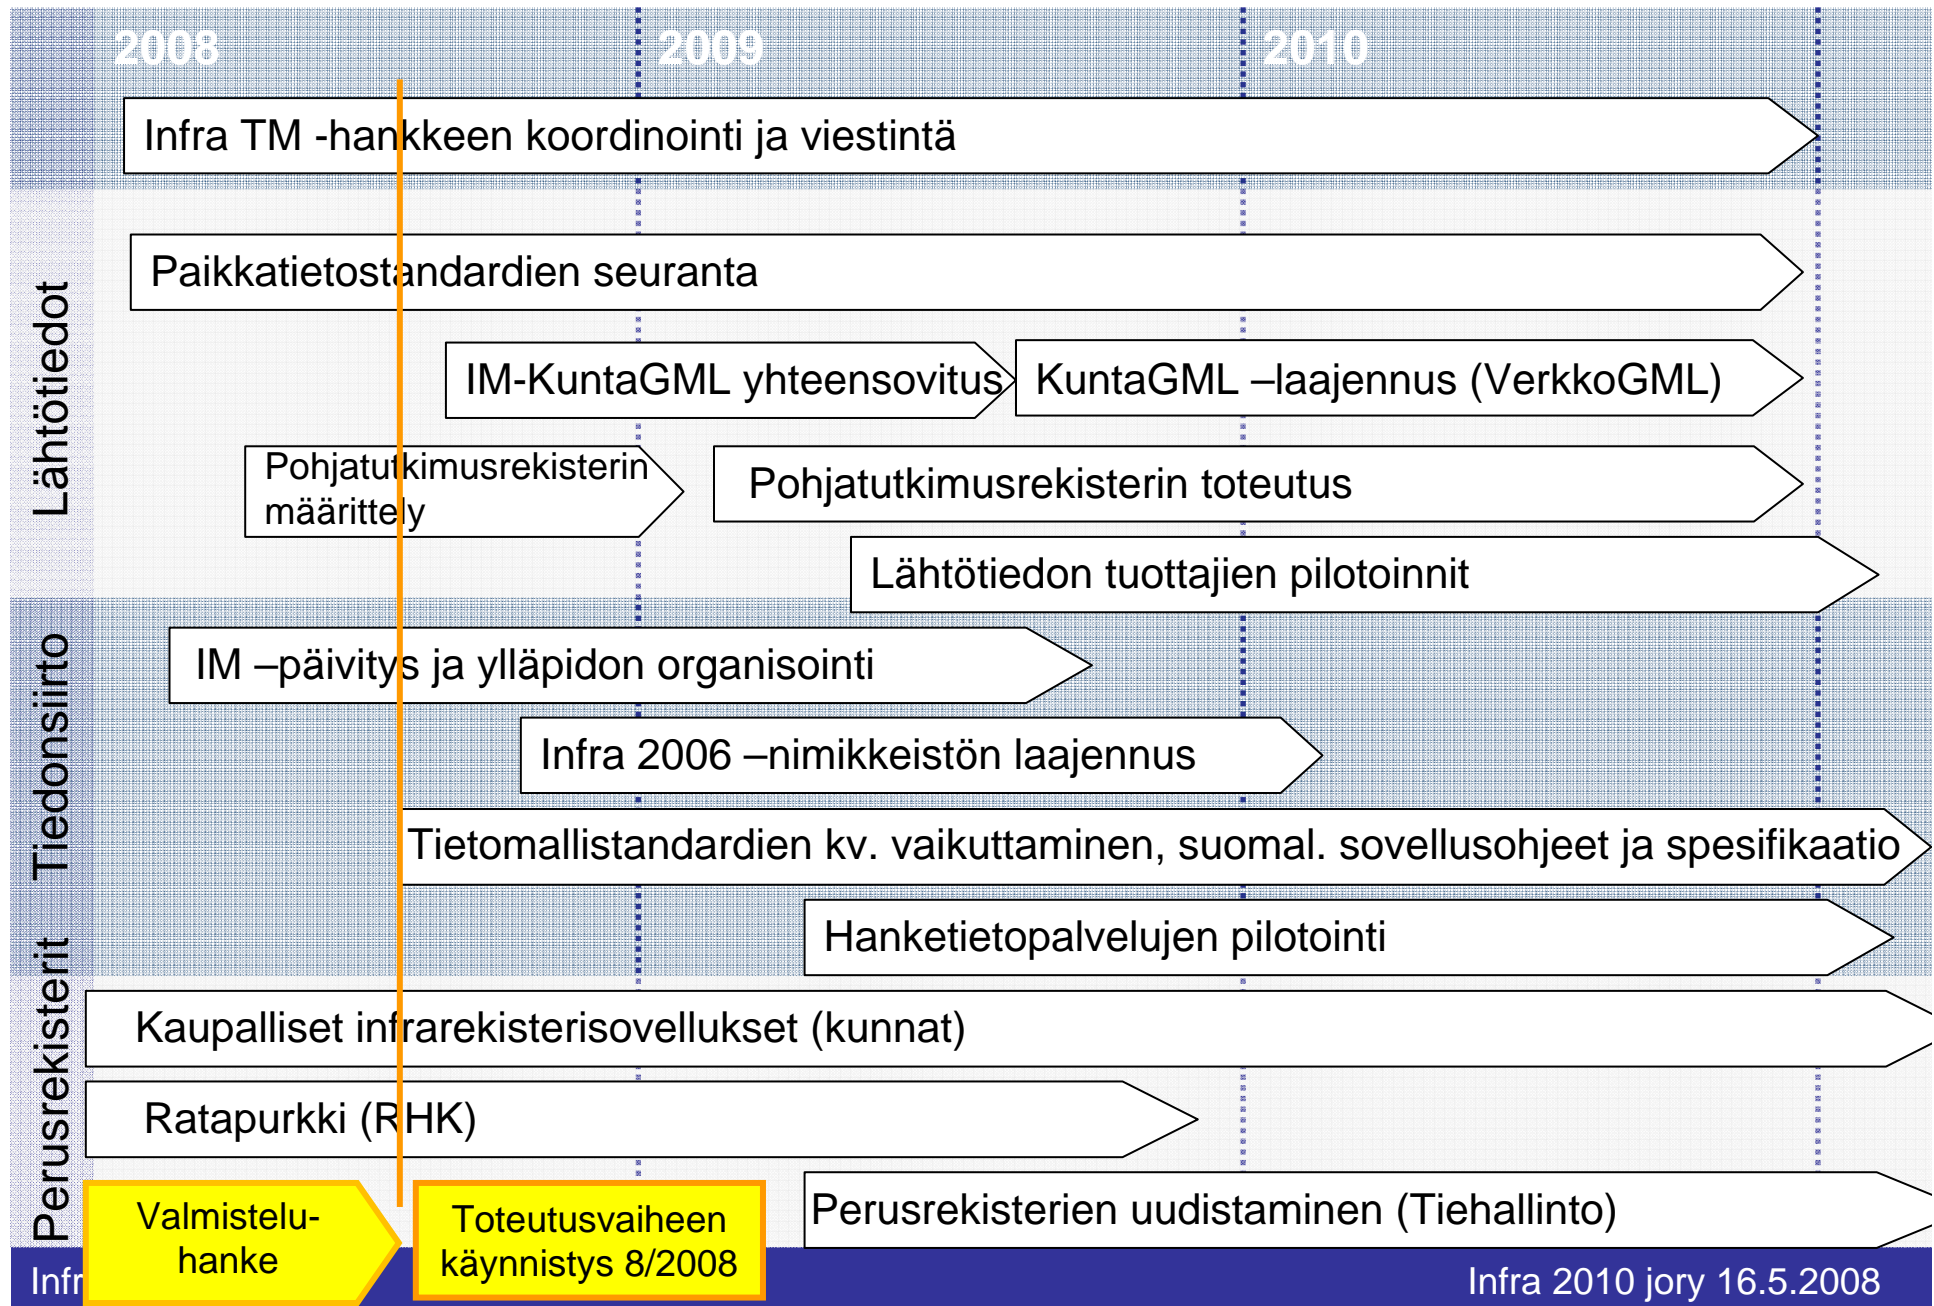 2008 2009 2010
Infra TM -hankkeen koordinointi ja viestintä
Lähtötiedot
Paikkatietostandardien seuranta
IM-KuntaGML yhteensovitus KuntaGML –laajennus (VerkkoGML)
Pohjatutkimusrekisterin
määrittely
Pohjatutkimusrekisterin toteutus
Lähtötiedon tuottajien pilotoinnit
Tiedonsiirto
IM –päivitys ja ylläpidon organisointi
Infra 2006 –nimikkeistön laajennus
Tietomallistandardien kv. vaikuttaminen, suomal. sovellusohjeet ja spesifikaatio
Hanketietopalvelujen pilotointi
Perusrekisterit
Kaupalliset infrarekisterisovellukset (kunnat)
Ratapurkki (RHK)
Perusrekisterien uudistaminen (Tiehallinto)
Valmistelu-
hanke
Toteutusvaiheen
käynnistys 8/2008
Infr
Infra 2010 jory 16.5.2008